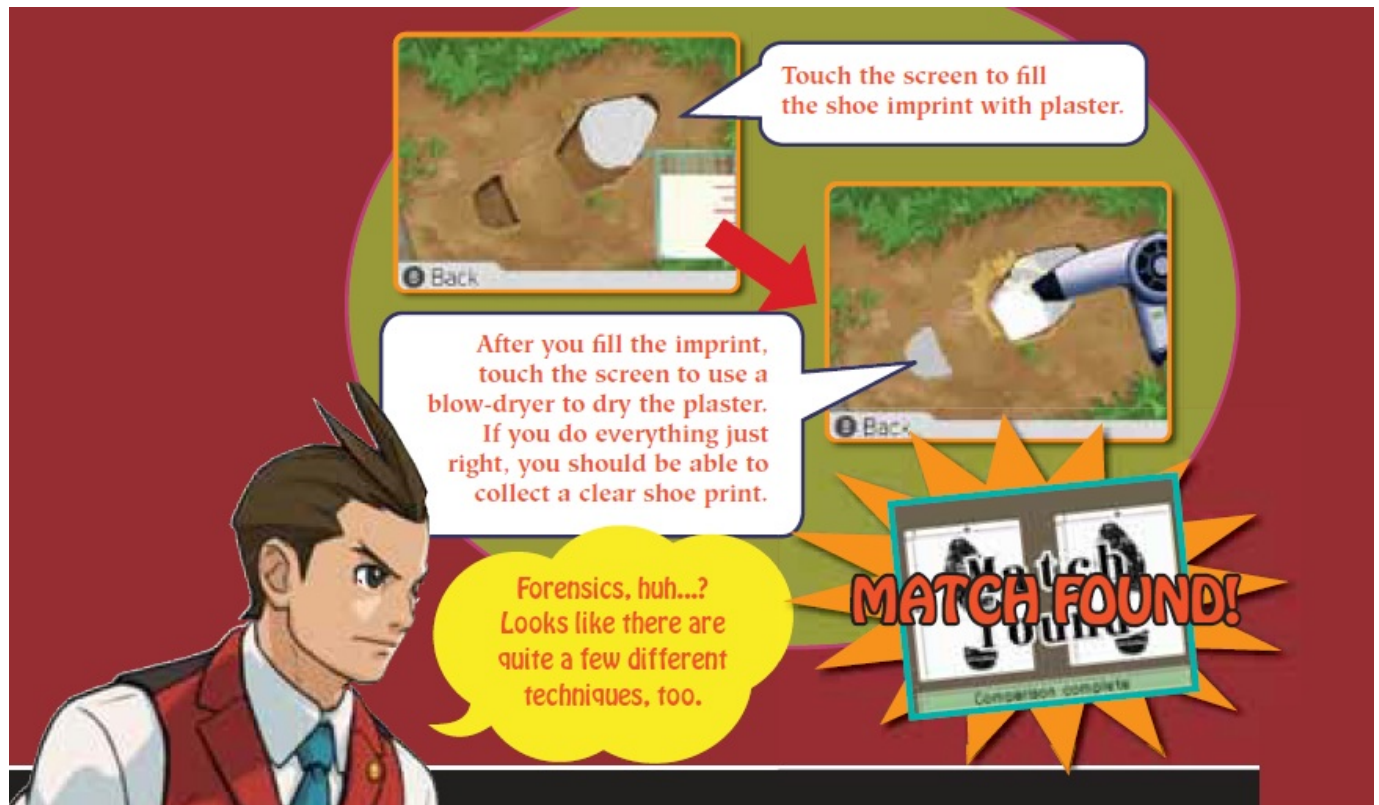 Touch the screen to fill
the shoe imprint with plaster.
Back
After you fill the imprint,
touch the screen to use a
blow-dryer to dry the plaster.
If you do everything just
right, you should be able to
collect a clear shoe print.
Back
Forensics, huh...?
Looks like there are
quite a few different
techniques, too.
Match
MATCH FOUND!
Found
Comparison complete